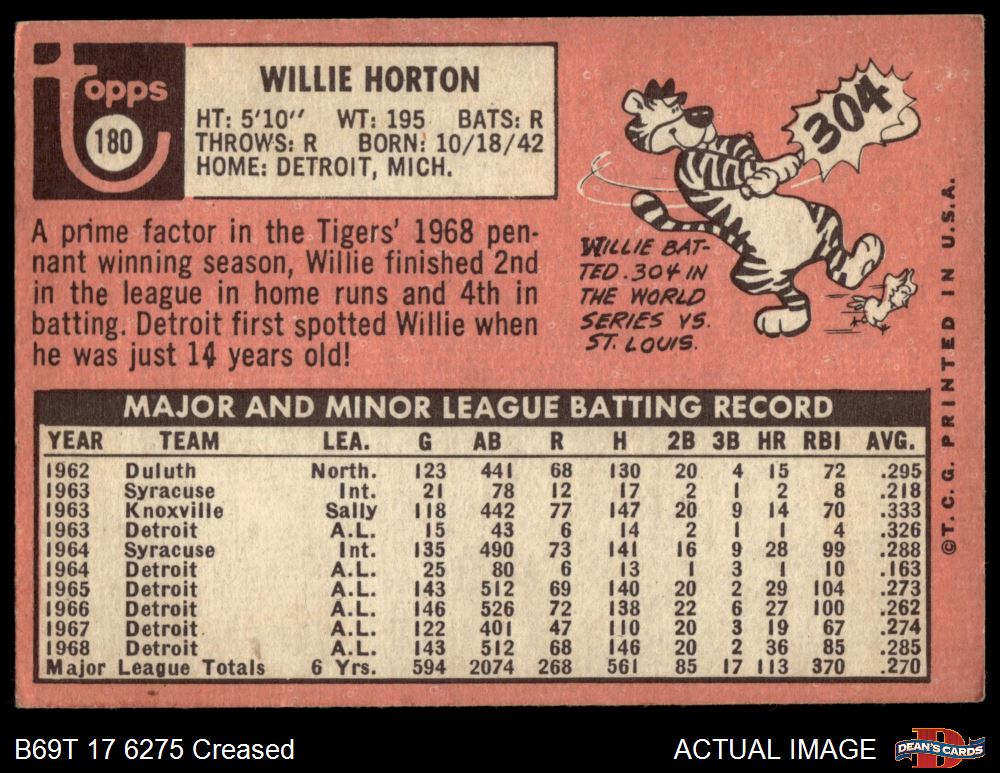 topps
180
WILLIE HORTON
HT: 5'10" WT: 195 BATS: R
THROWS: R BORN: 10/18/42
HOME: DETROIT, MICH.
A prime factor in the Tigers' 1968 pen-
nant winning season, Willie finished 2nd
in the league in home runs and 4th in
batting. Detroit first spotted Willie when
he was just 14 years old!
304
WILLIE BAT-
TED .304 IN
THE WORLD
SERIES VS.
ST. LOUIS.
©T. C. G. PRINTED IN U.S.A.
MAJOR AND MINOR LEAGUE BATTING RECORD
YEAR TEAM LEA. G AB R H 2B 3B HR RBI AVG.
1962 Duluth North. 123 441 68 130 20 4 15 72 .295
1963 Syracuse Int. 21 78 12 17 2 1 2 8 .218
1963 Knoxville Sally 118 442 77 147 20 9 14 70 .333
1963 Detroit A.L. 15 43 6 14 2 1 1 4 .326
1964 Syracuse Int. 135 490 73 141 16 9 28 99 .288
1964 Detroit A.L. 25 80 6 13 1 3 1 10 .163
1965 Detroit A.L. 143 512 69 140 20 2 29 104 .273
1966 Detroit A.L. 146 526 72 138 22 6 27 100 .262
1967 Detroit A.L. 122 401 47 110 20 3 19 67 .274
1968 Detroit A.L. 143 512 68 146 20 2 36 85 .285
Major League Totals 6 Yrs. 594 2074 268 561 85 17 113 370 .270
B69T 17 6275 Creased
ACTUAL IMAGE
D
DEAN'S CARDS